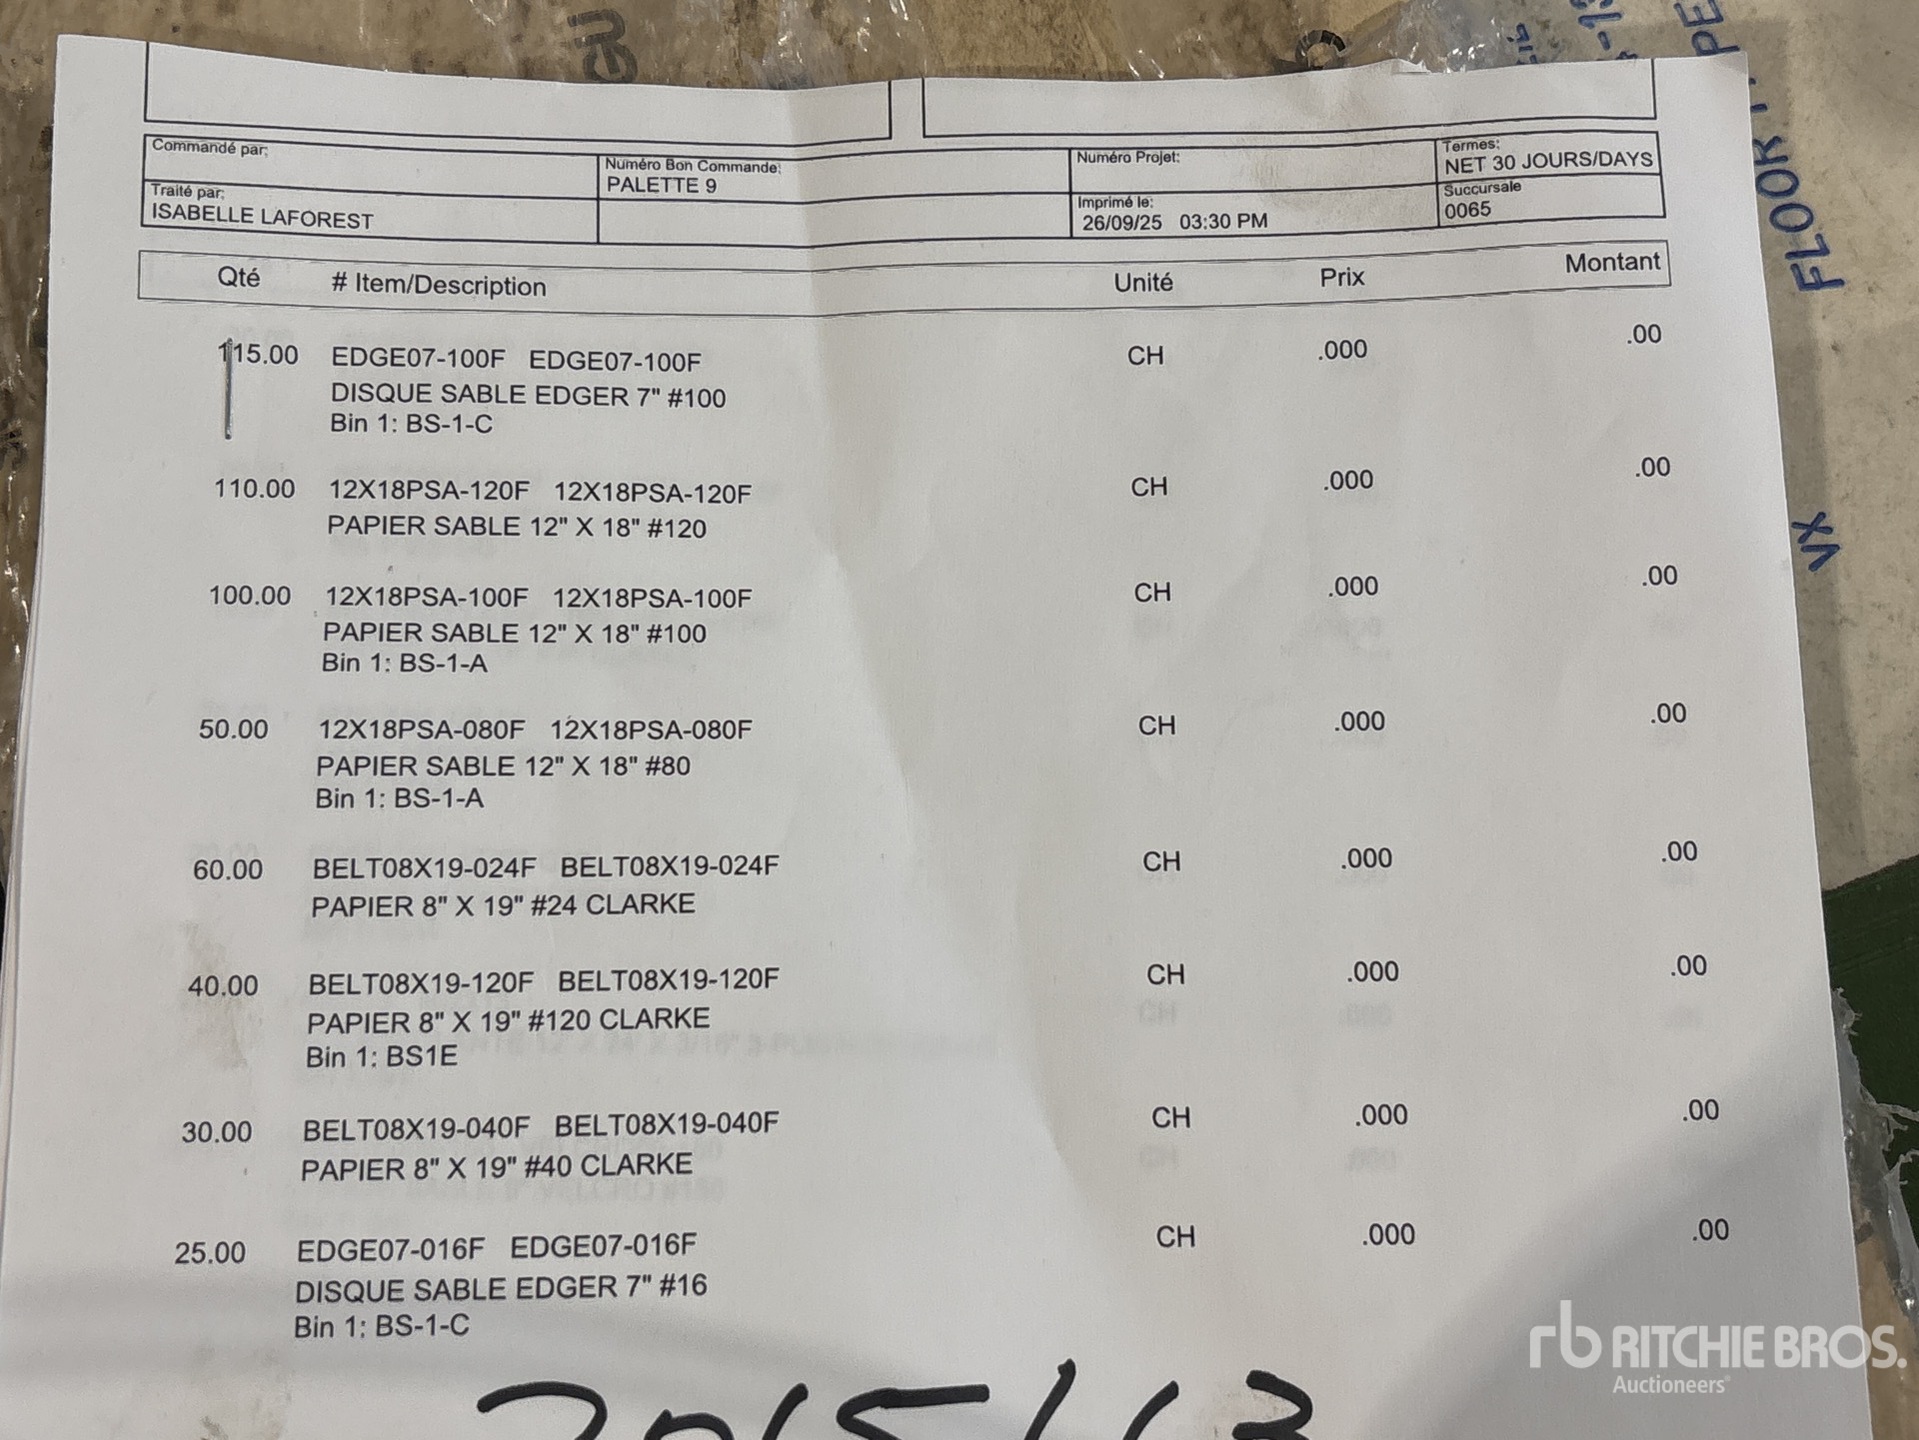 Commandé par:
Numéro Bon Commande:
PALETTE 9
Numéro Projet:
Termes:
NET 30 JOURS/DAYS
Traité par:
ISABELLE LAFOREST
Imprimé le:
26/09/25 03:30 PM
Succursale
0065
Qté # Item/Description Unité Prix Montant
115.00 EDGE07-100F EDGE07-100F CH .000 .00
DISQUE SABLE EDGER 7" #100
Bin 1: BS-1-C
110.00 12X18PSA-120F 12X18PSA-120F CH .000 .00
PAPIER SABLE 12" X 18" #120
100.00 12X18PSA-100F 12X18PSA-100F CH .000 .00
PAPIER SABLE 12" X 18" #100
Bin 1: BS-1-A
50.00 12X18PSA-080F 12X18PSA-080F CH .000 .00
PAPIER SABLE 12" X 18" #80
Bin 1: BS-1-A
60.00 BELT08X19-024F BELT08X19-024F CH .000 .00
PAPIER 8" X 19" #24 CLARKE
40.00 BELT08X19-120F BELT08X19-120F CH .000 .00
PAPIER 8" X 19" #120 CLARKE
Bin 1: BS1E
30.00 BELT08X19-040F BELT08X19-040F CH .000 .00
PAPIER 8" X 19" #40 CLARKE
25.00 EDGE07-016F EDGE07-016F CH .000 .00
DISQUE SABLE EDGER 7" #16
Bin 1: BS-1-C
FLOOR
VX
rb RITCHIE BROS.
Auctioneers